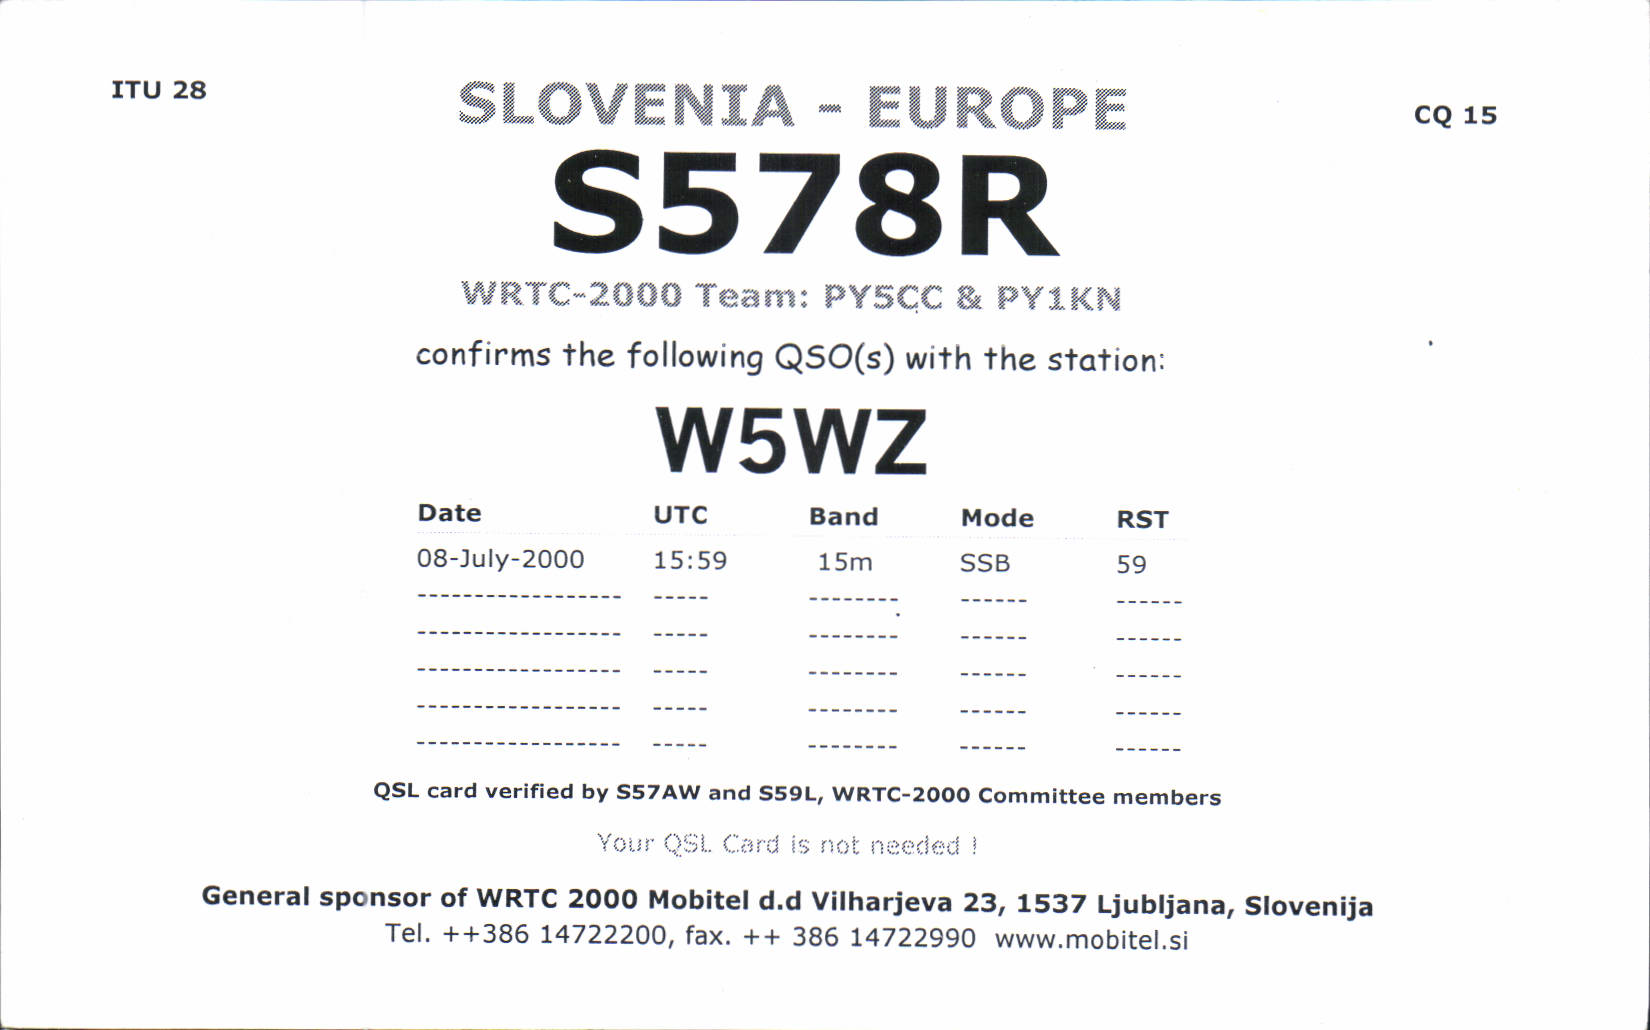 ITU 28
SLOVENIA - EUROPE
CQ 15
S578R
WRTC-2000 Team: PY5CC & PY1KN
confirms the following QSO(s) with the station:
W5WZ
Date UTC Band Mode RST
08-July-2000 15:59 15m SSB 59
------------------ ----- -------- ------ ------
------------------ ----- -------- ------ ------
------------------ ----- -------- ------ ------
------------------ ----- -------- ------ ------
------------------ ----- -------- ------ ------
QSL card verified by S57AW and S59L, WRTC-2000 Committee members
Your QSL Card is not needed !
General sponsor of WRTC 2000 Mobitel d.d Vilharjeva 23, 1537 Ljubljana, Slovenija
Tel. ++386 14722200, fax. ++ 386 14722990 www.mobitel.si